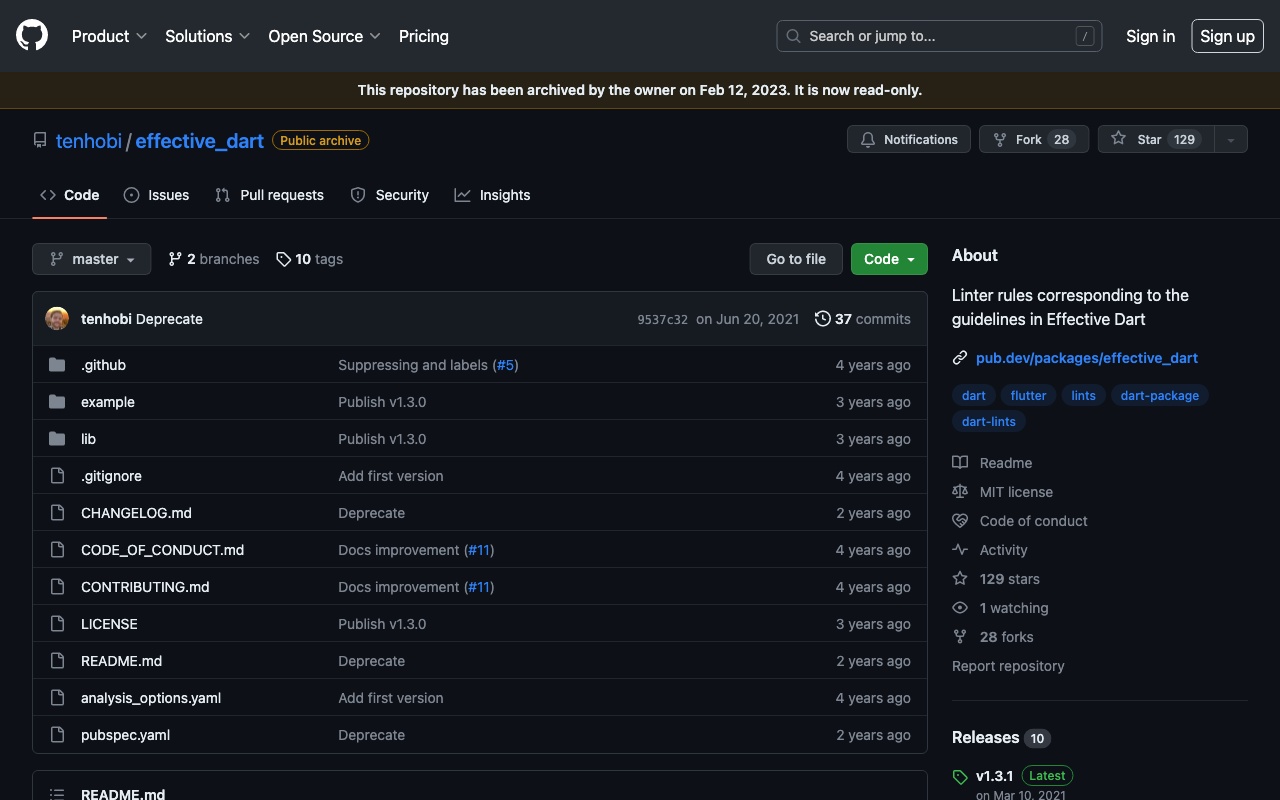 Product Solutions Open Source Pricing Search or jump to... / Sign in Sign up
This repository has been archived by the owner on Feb 12, 2023. It is now read-only.
tenhobi / effective_dart Public archive Notifications Fork 28 Star 129
Code Issues Pull requests Security Insights
master 2 branches 10 tags Go to file Code
tenhobi Deprecate 9537c32 on Jun 20, 2021 37 commits
.github Suppressing and labels (#5) 4 years ago
example Publish v1.3.0 3 years ago
lib Publish v1.3.0 3 years ago
.gitignore Add first version 4 years ago
CHANGELOG.md Deprecate 2 years ago
CODE_OF_CONDUCT.md Docs improvement (#11) 4 years ago
CONTRIBUTING.md Docs improvement (#11) 4 years ago
LICENSE Publish v1.3.0 3 years ago
README.md Deprecate 2 years ago
analysis_options.yaml Add first version 4 years ago
pubspec.yaml Deprecate 2 years ago
README.md
About
Linter rules corresponding to the
guidelines in Effective Dart
pub.dev/packages/effective_dart
dart flutter lints dart-package
dart-lints
Readme
MIT license
Code of conduct
Activity
129 stars
1 watching
28 forks
Report repository
Releases 10
v1.3.1 Latest
on Mar 10, 2021